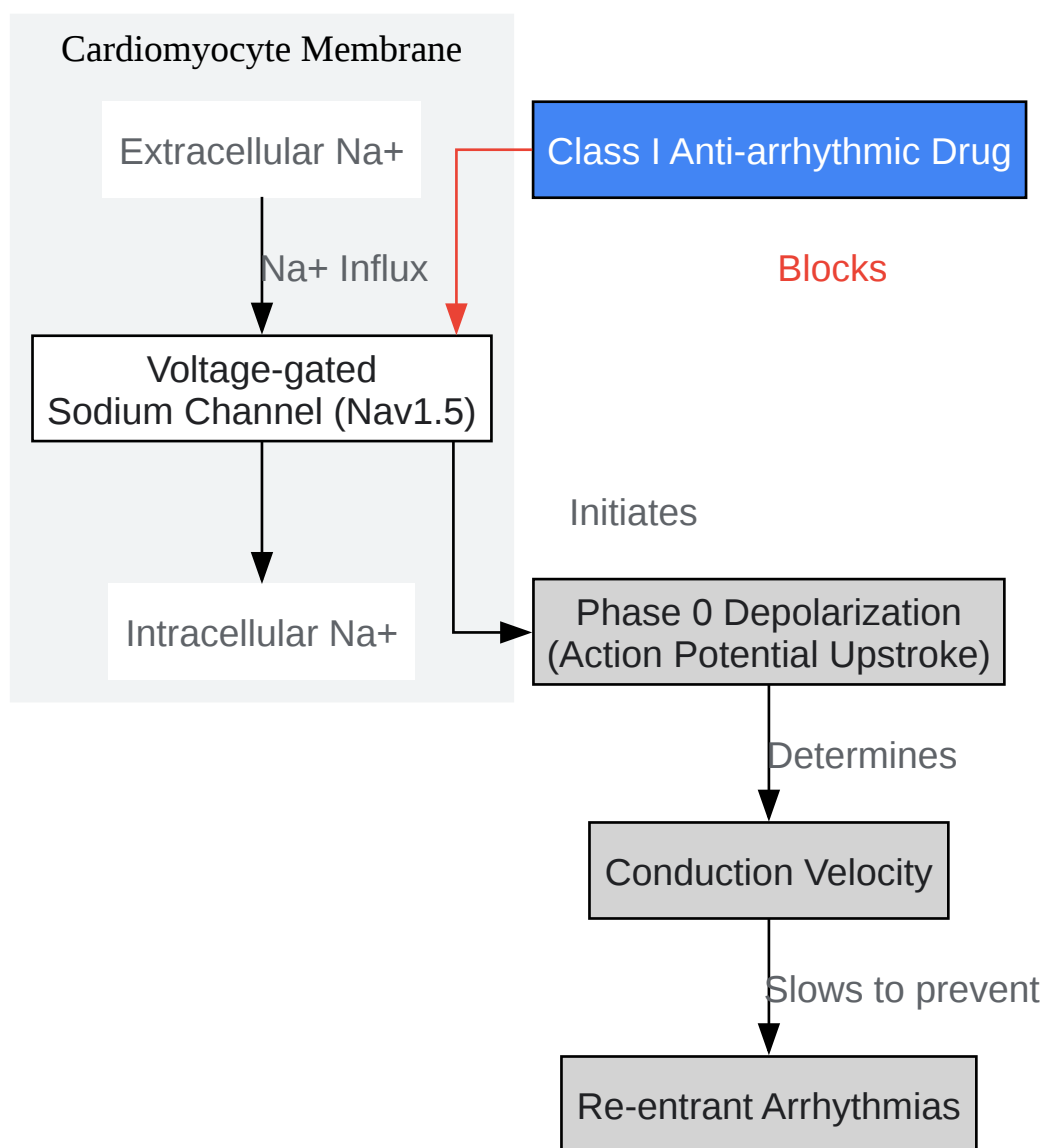 Cardiomyocyte Membrane
Extracellular Na+
Class I Anti-arrhythmic Drug
Na+ Influx
Blocks
Voltage-gated
Sodium Channel (Nav1.5)
Initiates
Intracellular Na+
Phase 0 Depolarization
(Action Potential Upstroke)
Determines
Conduction Velocity
Slows to prevent
Re-entrant Arrhythmias